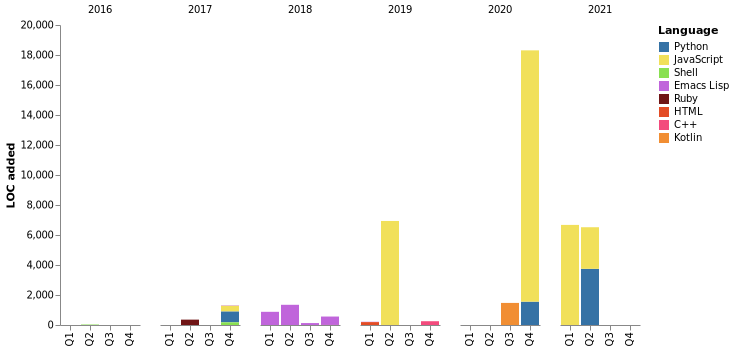 2016 2017 2018 2019 2020 2021
20,000
18,000
16,000
14,000
12,000
10,000
8,000
6,000
4,000
2,000
0
LOC added
Q1 Q2 Q3 Q4 Q1 Q2 Q3 Q4 Q1 Q2 Q3 Q4 Q1 Q2 Q3 Q4 Q1 Q2 Q3 Q4 Q1 Q2 Q3 Q4
Language
Python
JavaScript
Shell
Emacs Lisp
Ruby
HTML
C++
Kotlin